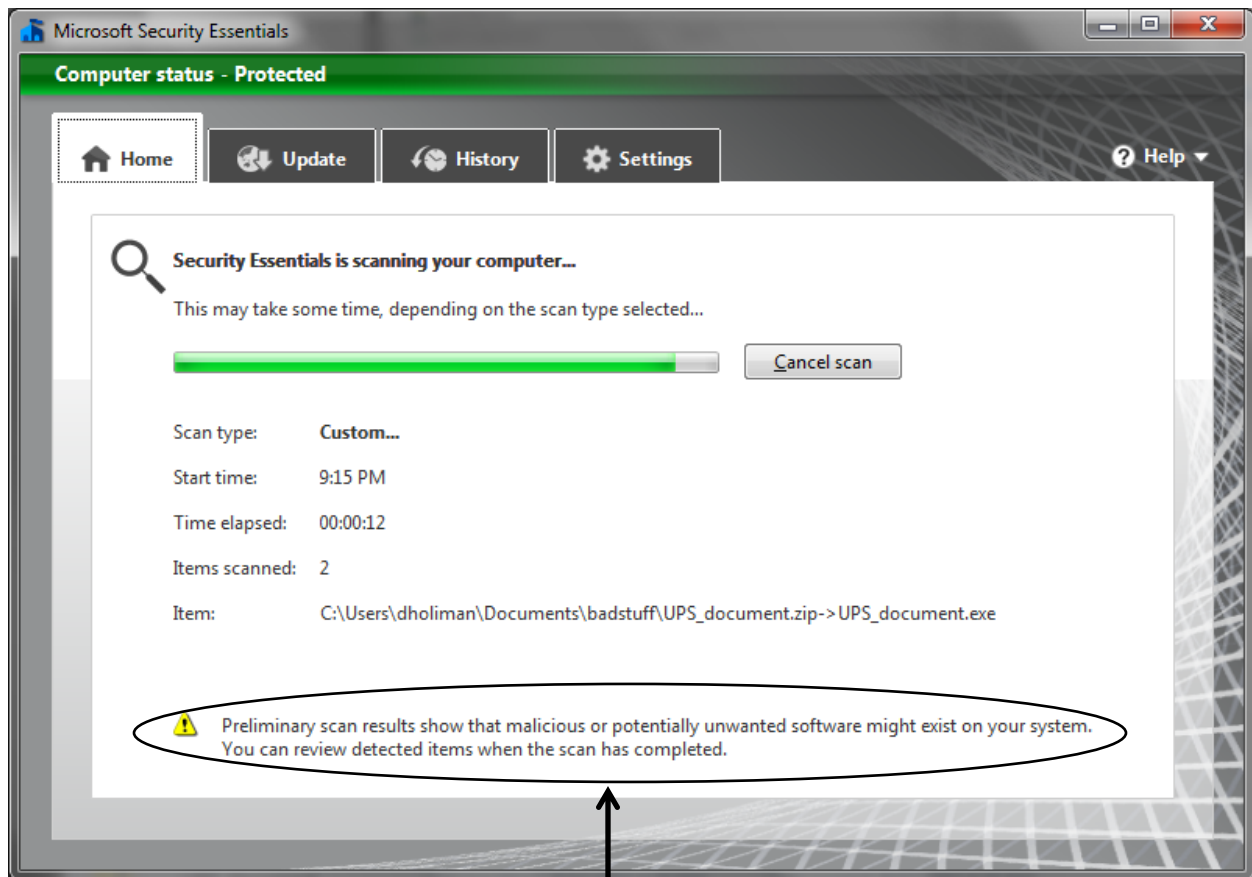 Microsoft Security Essentials
Computer status - Protected
Home
Update
History
Settings
Help
Security Essentials is scanning your computer...
This may take some time, depending on the scan type selected...
Cancel scan
Scan type: Custom...
Start time: 9:15 PM
Time elapsed: 00:00:12
Items scanned: 2
Item: C:\Users\dholiman\Documents\badstuff\UPS_document.zip->UPS_document.exe
Preliminary scan results show that malicious or potentially unwanted software might exist on your system.
You can review detected items when the scan has completed.